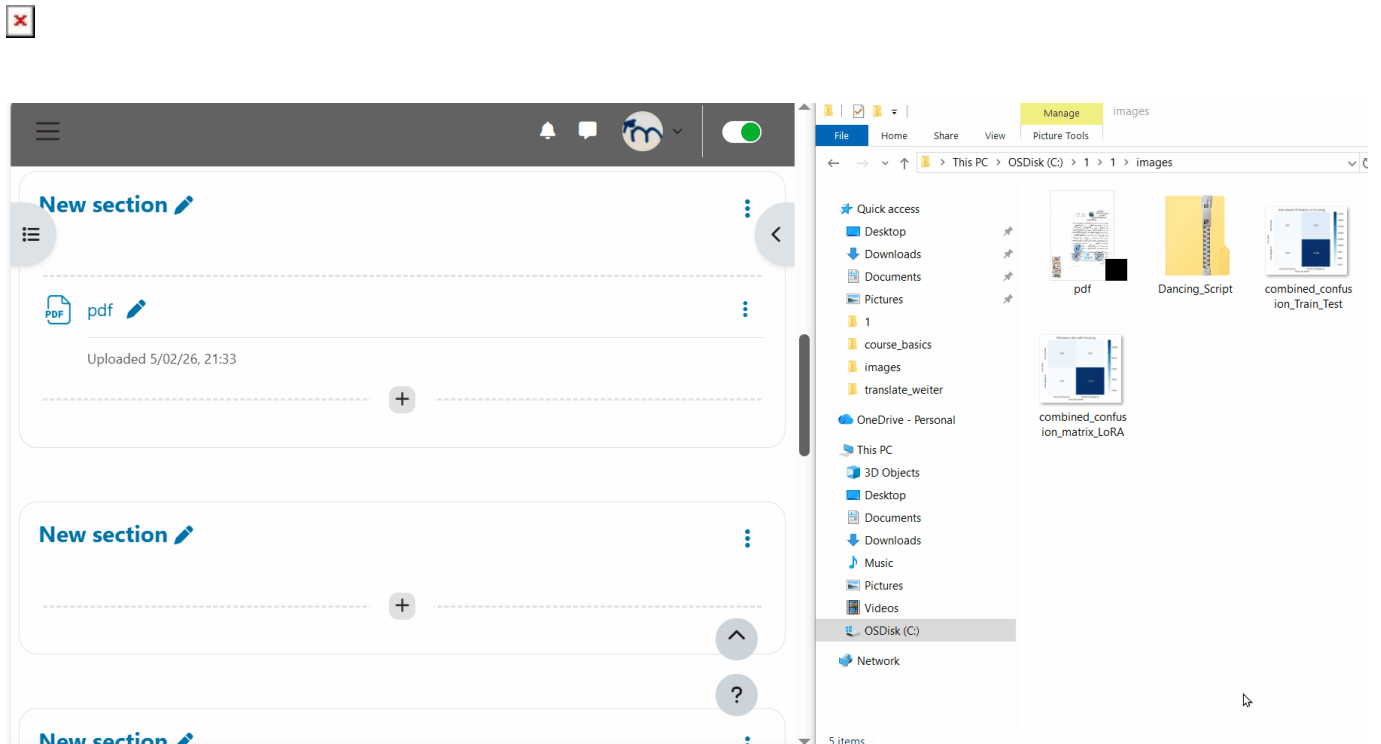 New section
PDF
pdf
Uploaded 5/02/26, 21:33
+
New section
+
?
New section
Manage
images
File
Home
Share
View
Picture Tools
This PC > OSDisk (C:) > 1 > 1 > images
Quick access
Desktop
Downloads
Documents
Pictures
1
course_basics
images
translate_weiter
OneDrive - Personal
This PC
3D Objects
Desktop
Documents
Downloads
Music
Pictures
Videos
OSDisk (C:)
Network
pdf
Dancing_Script
combined_confus
ion_Train_Test
combined_confus
ion_matrix_LoRA
5 items